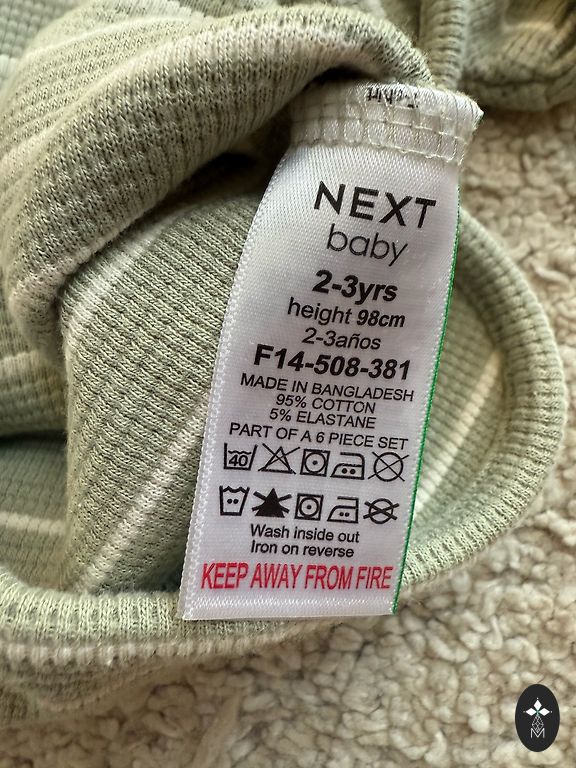 NEXT
baby
2-3yrs
height 98cm
2-3años
F14-508-381
MADE IN BANGLADESH
95% COTTON
5% ELASTANE
PART OF A 6 PIECE SET
40
Wash inside out
Iron on reverse
KEEP AWAY FROM FIRE
M